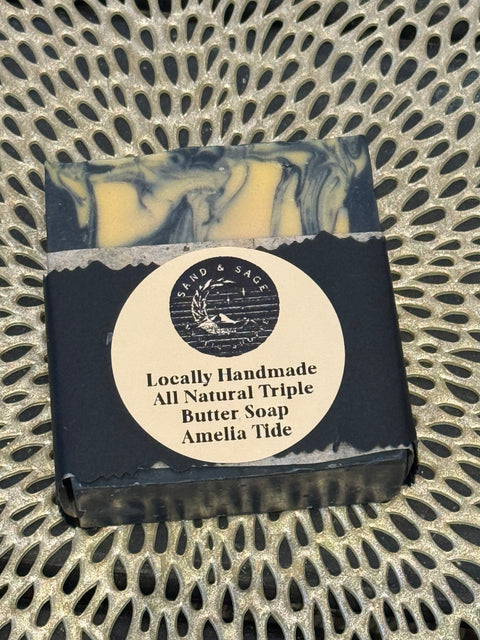 SAND & SAGE
Locally Handmade
All Natural Triple
Butter Soap
Amelia Tide